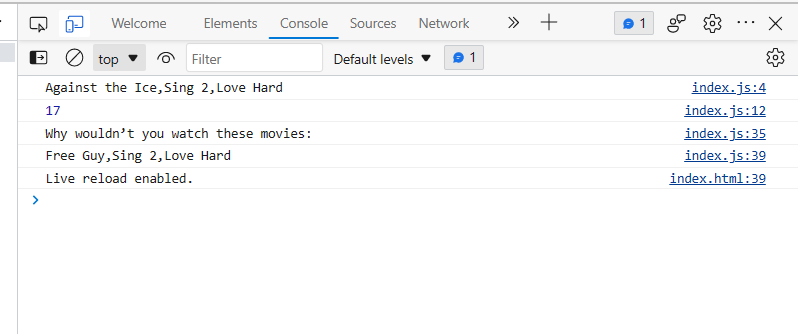 Welcome Elements Console Sources Network 1
top Filter Default levels 1
Against the Ice,Sing 2,Love Hard index.js:4
17 index.js:12
Why wouldn’t you watch these movies: index.js:35
Free Guy,Sing 2,Love Hard index.js:39
Live reload enabled. index.html:39